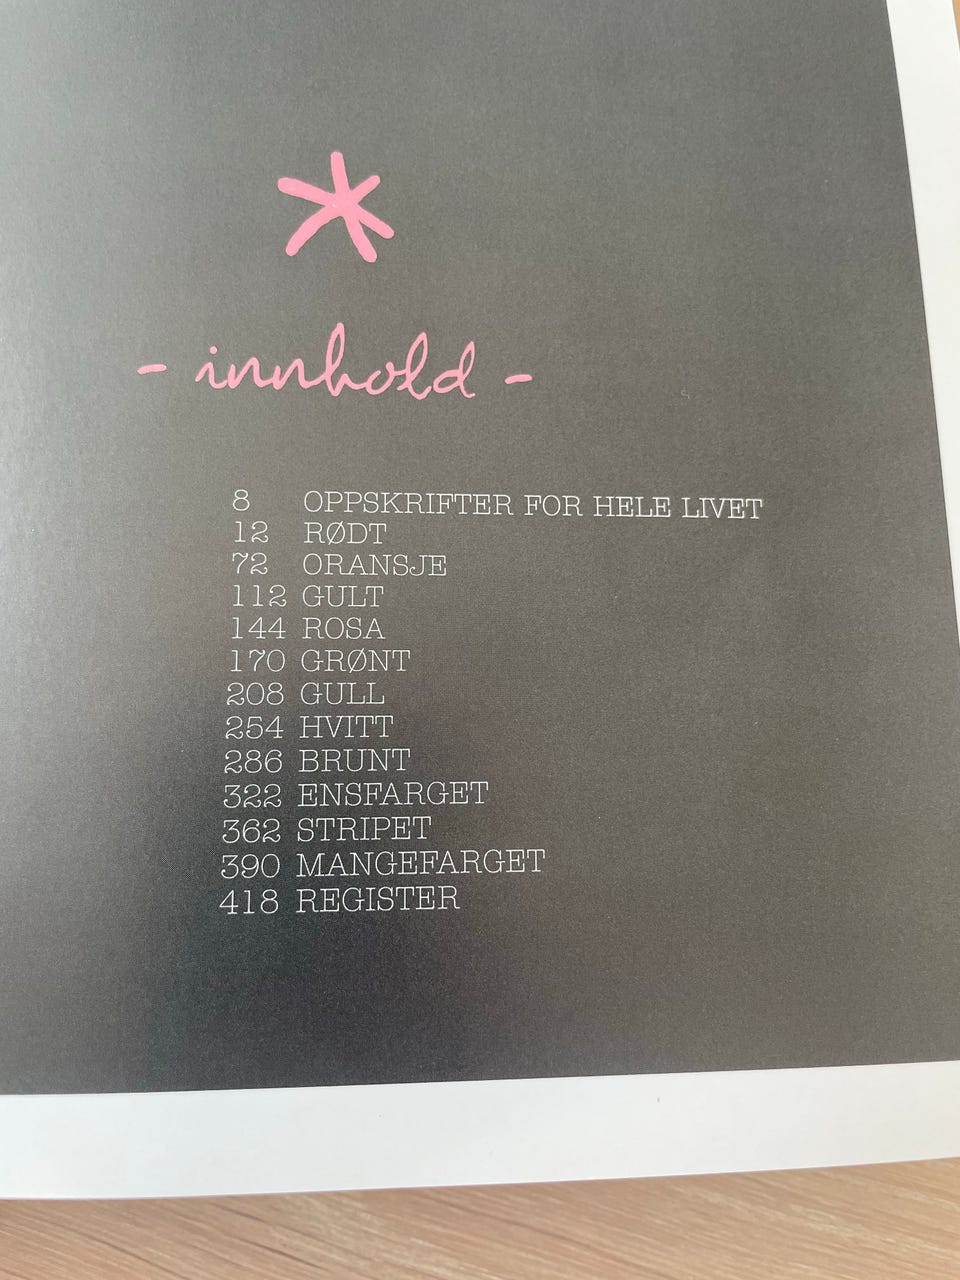 - innhold -
8 OPPSKRIFTER FOR HELE LIVET
12 RØDT
72 ORANSJE
112 GULT
144 ROSA
170 GRØNT
208 GULL
254 HVITT
286 BRUNT
322 ENSFARGET
362 STRIPET
390 MANGEFARGET
418 REGISTER